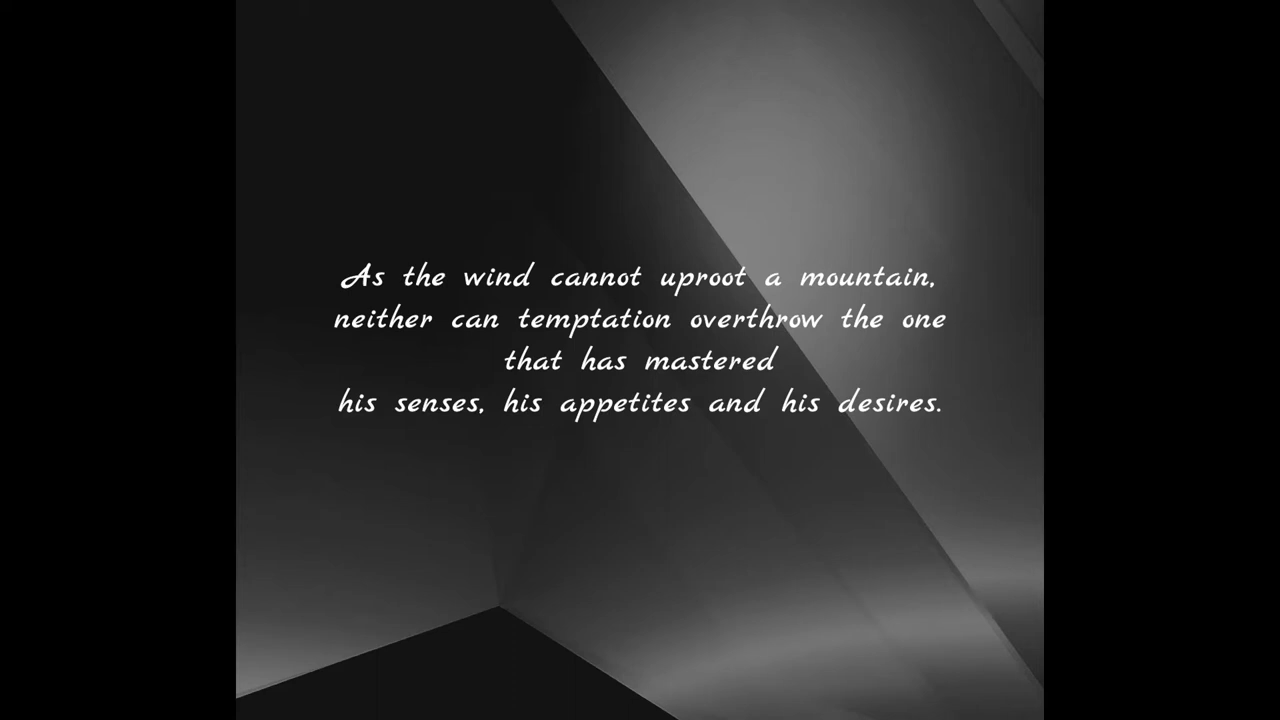 As the wind cannot uproot a mountain,
neither can temptation overthrow the one
that has mastered
his senses, his appetites and his desires.